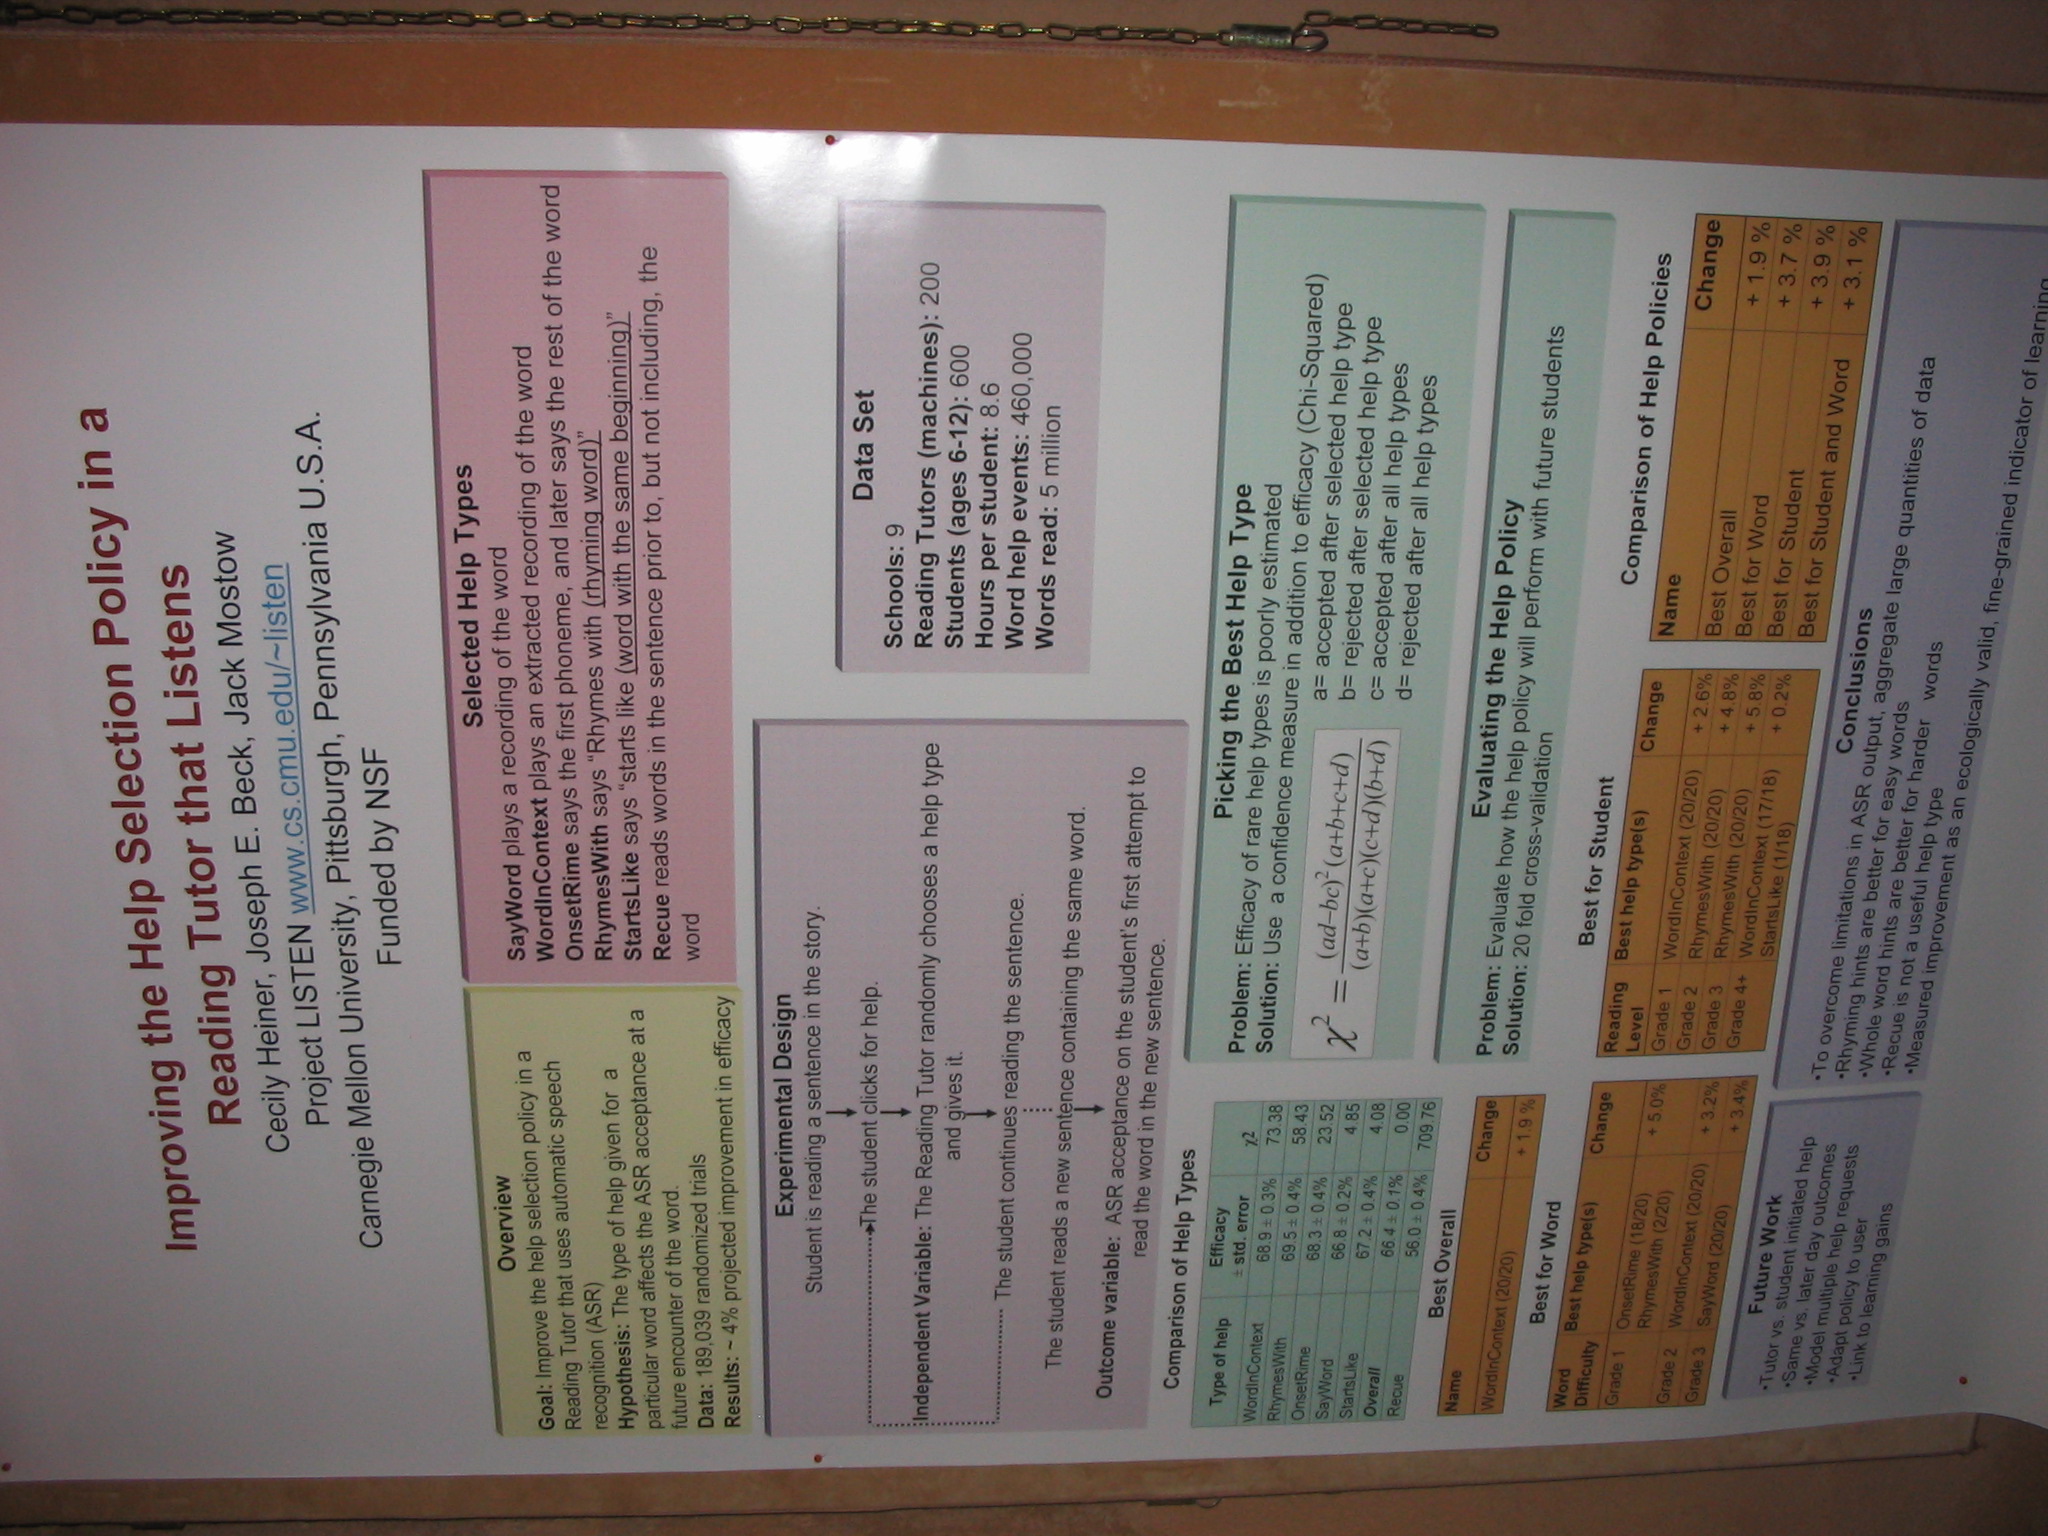 Improving the Help Selection Policy in a
Reading Tutor that Listens
Cecily Heiner, Joseph E. Beck, Jack Mostow
Project LISTEN www.cs.cmu.edu/~listen
Carnegie Mellon University, Pittsburgh, Pennsylvania U.S.A.
Funded by NSF
Overview
Goal: Improve the help selection policy in a
Reading Tutor that uses automatic speech
recognition (ASR)
Hypothesis: The type of help given for a
particular word affects the ASR acceptance at a
future encounter of the word.
Data: 189,039 randomized trials
Results: ~ 4% projected improvement in efficacy
Selected Help Types
SayWord plays a recording of the word
WordInContext plays an extracted recording of the word
OnsetRime says the first phoneme, and later says the rest of the word
RhymesWith says "Rhymes with (rhyming word)"
StartsLike says "starts like (word with the same beginning)"
Recue reads words in the sentence prior to, but not including, the
word
Experimental Design
Student is reading a sentence in the story.
The student clicks for help.
Independent Variable: The Reading Tutor randomly chooses a help type
and gives it.
The student continues reading the sentence.
The student reads a new sentence containing the same word.
Outcome variable: ASR acceptance on the student's first attempt to
read the word in the new sentence.
Data Set
Schools: 9
Reading Tutors (machines): 200
Students (ages 6-12): 600
Hours per student: 8.6
Word help events: 460,000
Words read: 5 million
Comparison of Help Types
Type of help Efficacy ± std. error χ2
WordInContext 68.9 ± 0.3% 73.38
RhymesWith 69.5 ± 0.4% 58.43
OnsetRime 68.3 ± 0.4% 23.52
SayWord 66.8 ± 0.2% 4.85
StartsLike 67.2 ± 0.4% 4.08
Overall 66.4 ± 0.1% 0.00
Recue 56.0 ± 0.4% 709.76
Picking the Best Help Type
Problem: Efficacy of rare help types is poorly estimated
Solution: Use a confidence measure in addition to efficacy (Chi-Squared)
χ2 = (ad-bc)2 (a+b+c+d)
(a+b)(a+c)(c+d)(b+d)
a= accepted after selected help type
b= rejected after selected help type
c= accepted after all help types
d= rejected after all help types
Evaluating the Help Policy
Problem: Evaluate how the help policy will perform with future students
Solution: 20 fold cross-validation
Best Overall
Name Change
WordInContext (20/20) + 1.9 %
Best for Word
Word Difficulty Best help type(s) Change
Grade 1 OnsetRime (18/20) + 5.0%
RhymesWith (2/20)
Grade 2 WordInContext (20/20) + 3.2%
Grade 3 SayWord (20/20) + 3.4%
Best for Student
Reading Level Best help type(s) Change
Grade 1 WordInContext (20/20) + 2.6%
Grade 2 RhymesWith (20/20) + 4.8%
Grade 3 RhymesWith (20/20) + 5.8%
Grade 4+ WordInContext (17/18) + 0.2%
StartsLike (1/18)
Comparison of Help Policies
Name Change
Best Overall + 1.9 %
Best for Word + 3.7 %
Best for Student + 3.9 %
Best for Student and Word + 3.1 %
Future Work
•Tutor vs. student initiated help
•Same vs. later day outcomes
•Model multiple help requests
•Adapt policy to user
•Link to learning gains
Conclusions
•To overcome limitations in ASR output, aggregate large quantities of data
•Rhyming hints are better for easy words
•Whole word hints are better for harder words
•Recue is not a useful help type
•Measured improvement as an ecologically valid, fine-grained indicator of learning